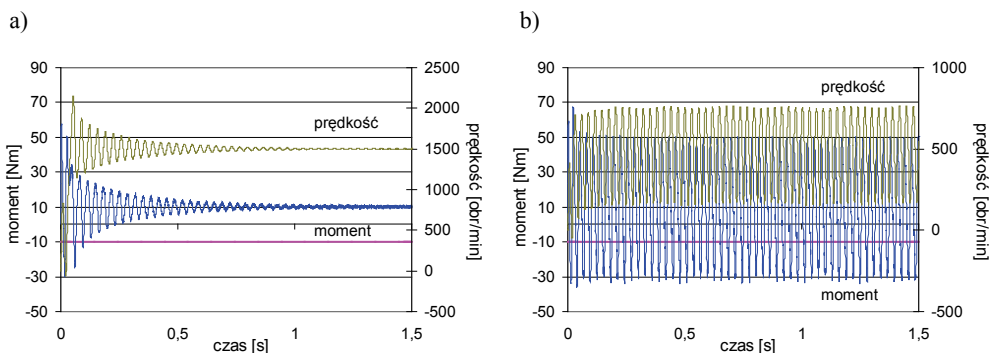 a)
90
70
50
30
10
-10
-30
-50
moment [Nm]
2500
2000
1500
1000
500
0
-500
prędkość [obr/min]
prędkość
moment
0
0,5
1
1,5
czas [s]
b)
90
70
50
30
10
-10
-30
-50
moment [Nm]
1000
500
0
-500
prędkość [obr/min]
prędkość
moment
0
0,5
1
1,5
czas [s]